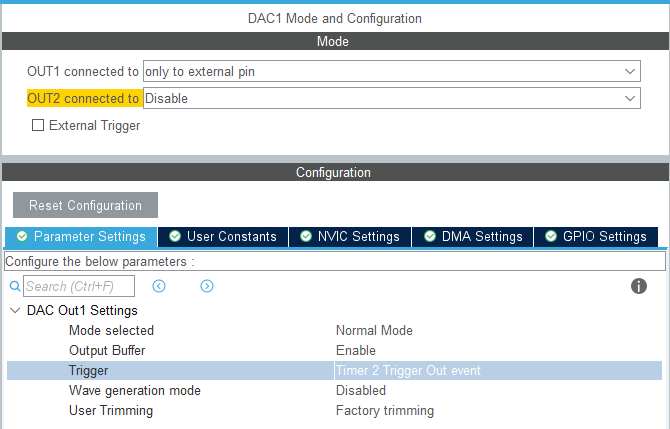 DAC1 Mode and Configuration
Mode
OUT1 connected to only to external pin
OUT2 connected to Disable
External Trigger
Configuration
Reset Configuration
Parameter Settings User Constants NVIC Settings DMA Settings GPIO Settings
Configure the below parameters :
Search (Ctrl+F)
DAC Out1 Settings
Mode selected Normal Mode
Output Buffer Enable
Trigger Timer 2 Trigger Out event
Wave generation mode Disabled
User Trimming Factory trimming